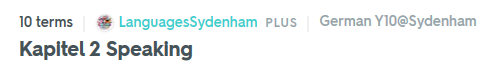 10 terms LanguagesSydenham PLUS German Y10@Sydenham
Kapitel 2 Speaking